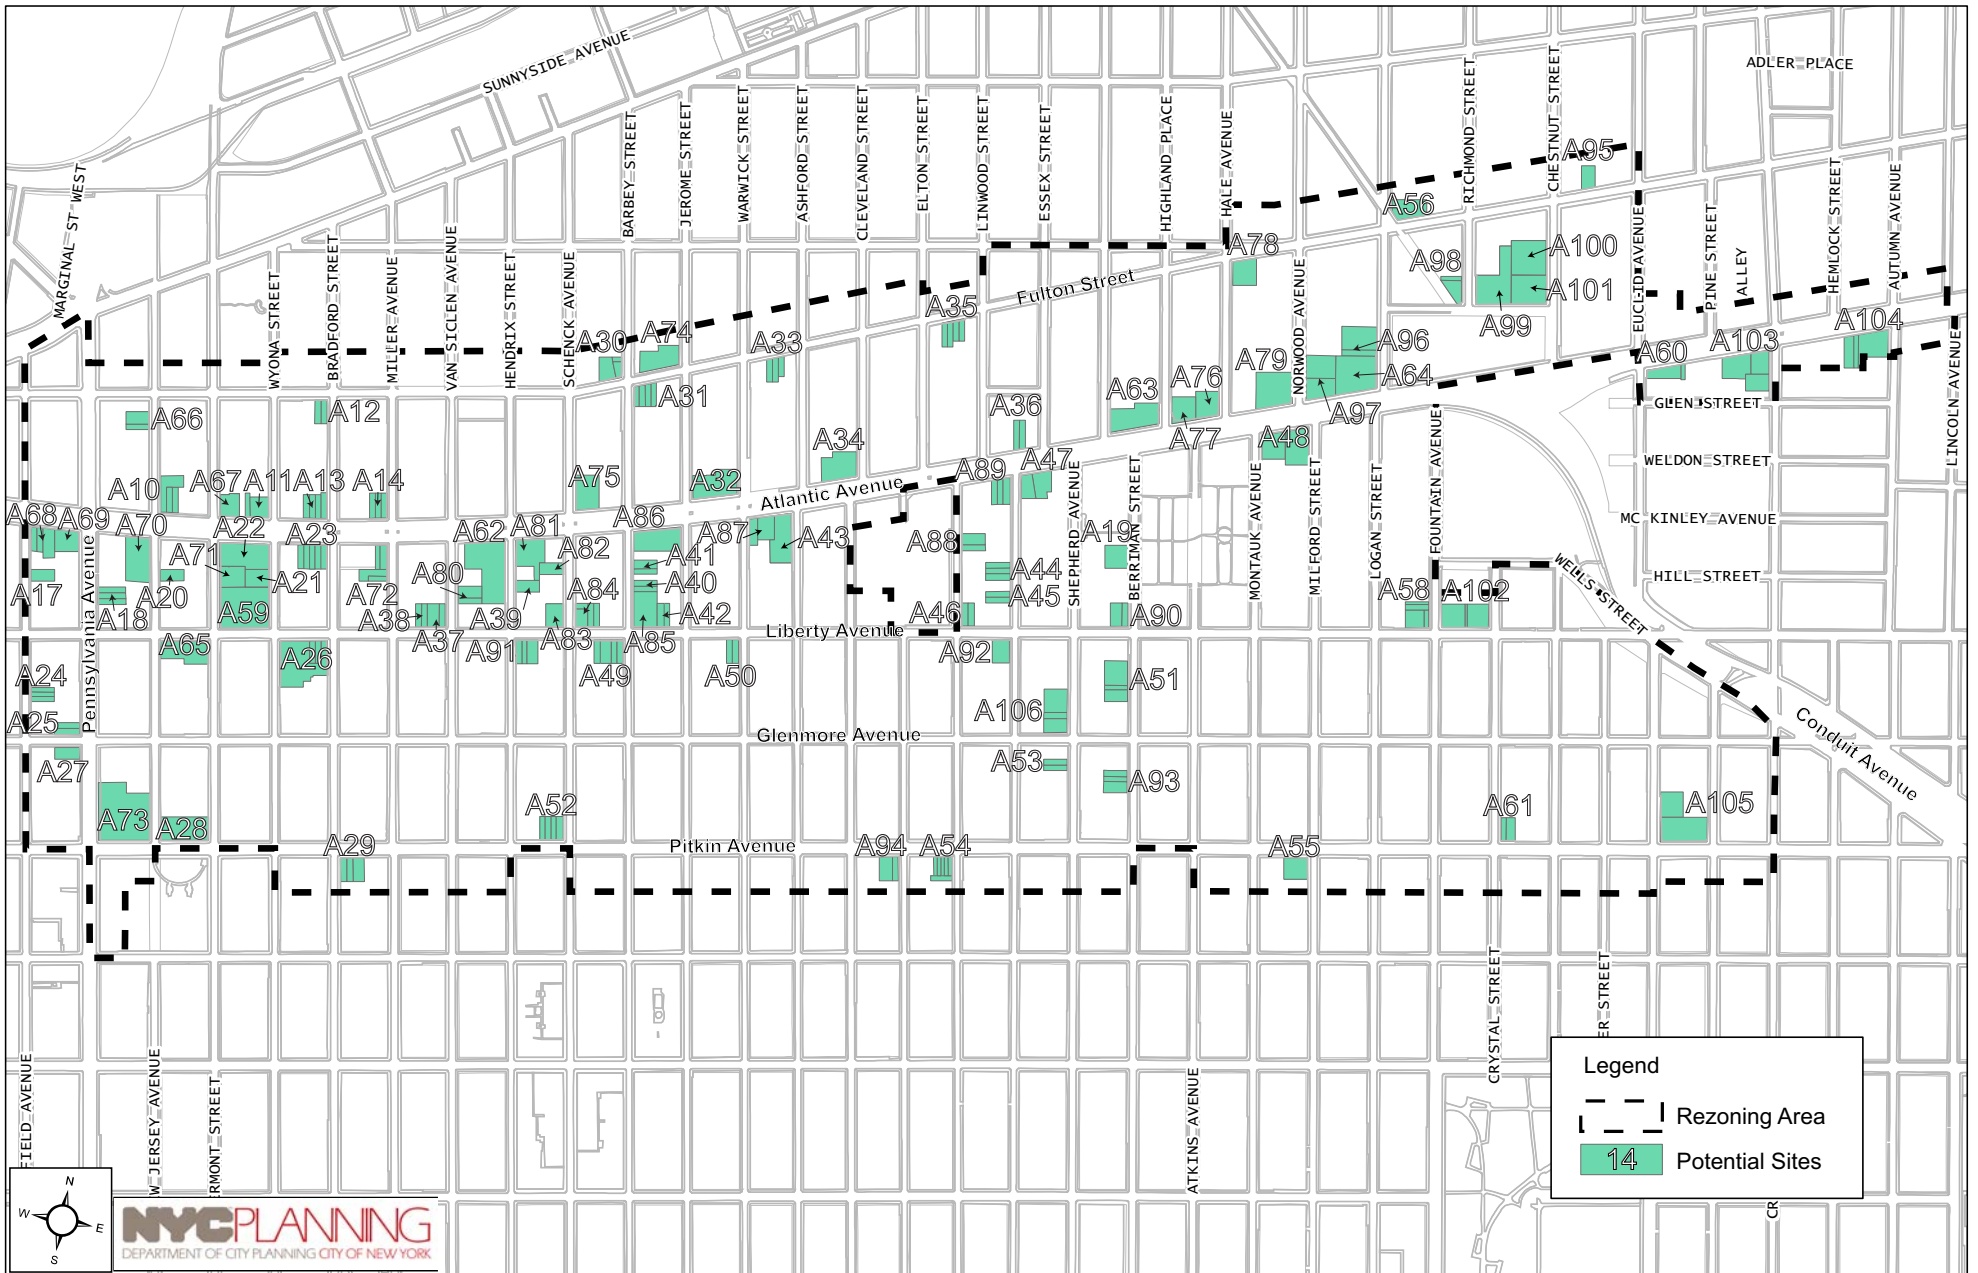 SUNNYSIDE AVENUE
ADLER PLACE
MARGINAL ST WEST
WYONA STREET
BRADFORD STREET
MILLER AVENUE
VAN SICLEN AVENUE
HENDRIX STREET
SCHENCK AVENUE
BARBEY STREET
JEROME STREET
WARWICK STREET
ASHFORD STREET
CLEVELAND STREET
ELTON STREET
LINWOOD STREET
ESSEX STREET
HIGHLAND PLACE
HALE AVENUE
NORWOOD AVENUE
RICHMOND STREET
CHESTNUT STREET
EUCLID AVENUE
PINE STREET
ALLEY
HEMLOCK STREET
AUTUMN AVENUE
LINCOLN AVENUE
A95
A56
A78
A98
A100
A101
A99
Fulton Street
A35
A30
A74
A33
A31
A96
A79
A64
A97
A60
A103
A104
GLEN STREET
A66
A12
A36
A63
A76
A77
A48
WELDON STREET
A34
A10
A67
A11
A13
A14
A75
A32
Atlantic Avenue
A89
A47
MC KINLEY AVENUE
SHEPHERD AVENUE
BERRIMAN STREET
MONTAUK AVENUE
MILFORD STREET
LOGAN STREET
FOUNTAIN AVENUE
A68
A69
A70
A22
A23
A62
A81
A86
A87
A43
A88
A19
A71
A21
A82
A41
A44
WELLS STREET
HILL STREET
A17
A18
A20
A59
A72
A80
A38
A37
A39
A84
A83
A40
A42
A85
A45
A46
A90
A58
A102
Pennsylvania Avenue
Liberty Avenue
A65
A26
A91
A49
A50
A92
A51
A24
A25
A106
Glenmore Avenue
Conduit Avenue
A27
A53
A93
A73
A28
A52
A61
A105
A29
Pitkin Avenue
A94
A54
A55
CRYSTAL STREET
ER STREET
FIELD AVENUE
W JERSEY AVENUE
RMONT STREET
ATKINS AVENUE
CR
Legend
Rezoning Area
14 Potential Sites
N
W E
S
NYCPLANNING
DEPARTMENT OF CITY PLANNING CITY OF NEW YORK